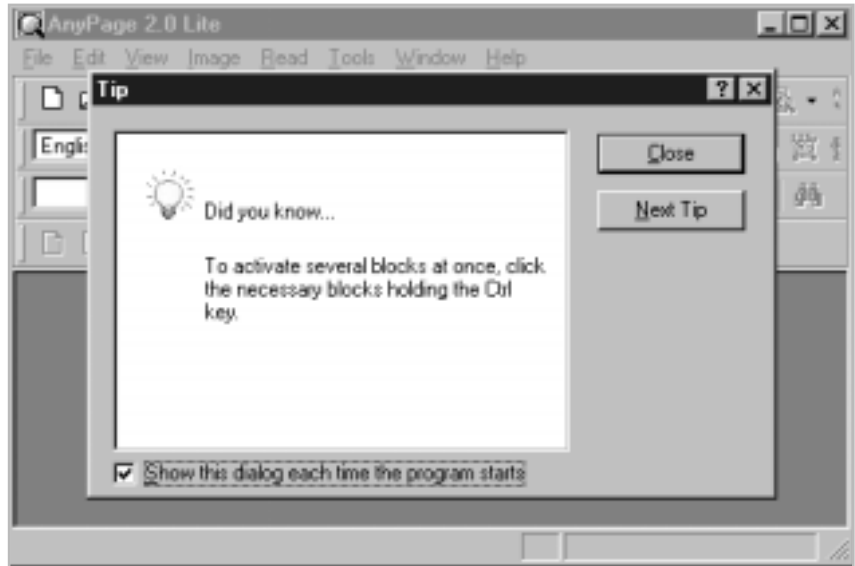 AnyPage 2.0 Lite
File Edit View Image Read Tools Window Help
Tip
Did you know...
To activate several blocks at once, click
the necessary blocks holding the Ctrl
key.
Close
Next Tip
Show this dialog each time the program starts